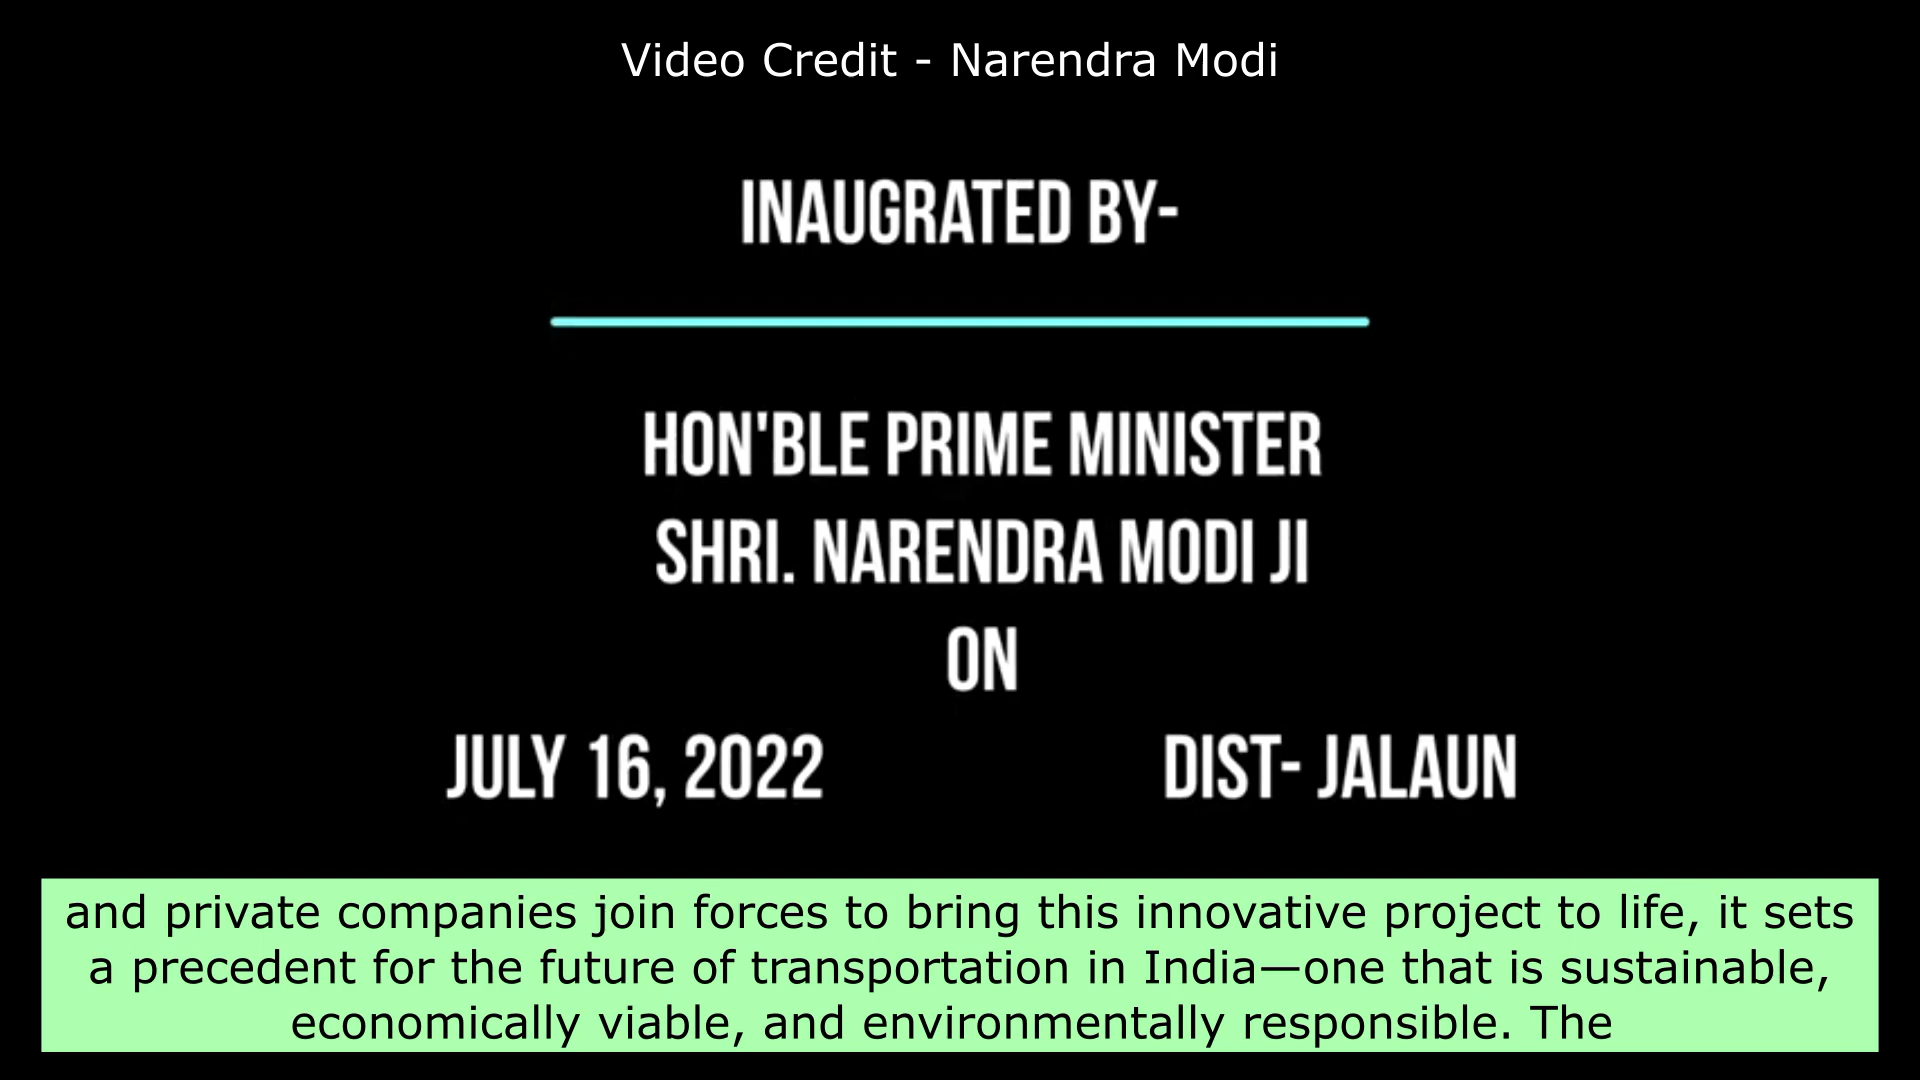 Video Credit - Narendra Modi
INAUGRATED BY-
HON'BLE PRIME MINISTER
SHRI. NARENDRA MODI JI
ON
JULY 16, 2022 DIST- JALAUN
and private companies join forces to bring this innovative project to life, it sets
a precedent for the future of transportation in India—one that is sustainable,
economically viable, and environmentally responsible. The